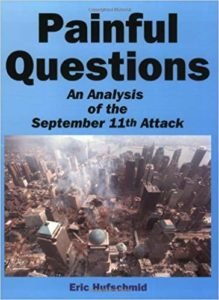 Painful
Questions
An Analysis
of the
September 11th Attack
Eric Hufschmid